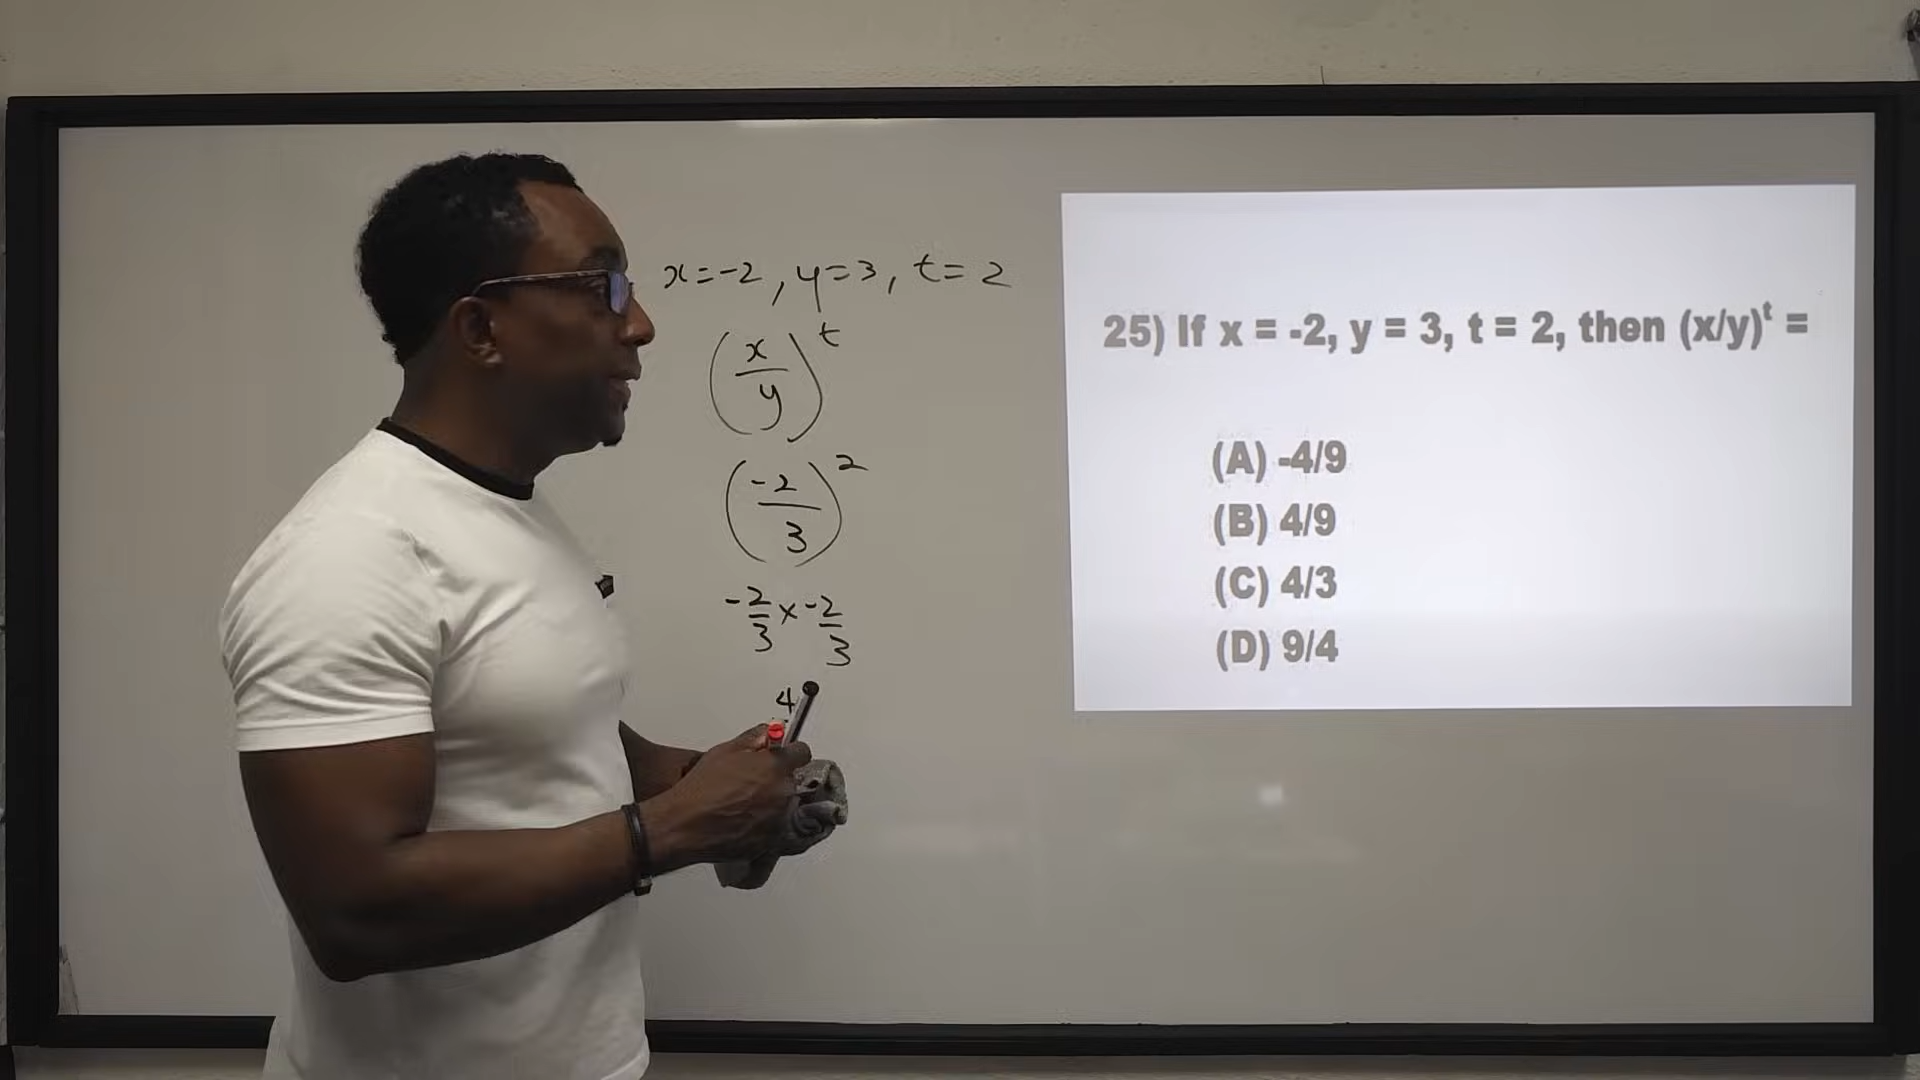 x=-2, y=3, t=2
(x/y)^t
(-2/3)^2
-2/3 x -2/3
4
25) If x = -2, y = 3, t = 2, then (x/y)^t =
(A) -4/9
(B) 4/9
(C) 4/3
(D) 9/4